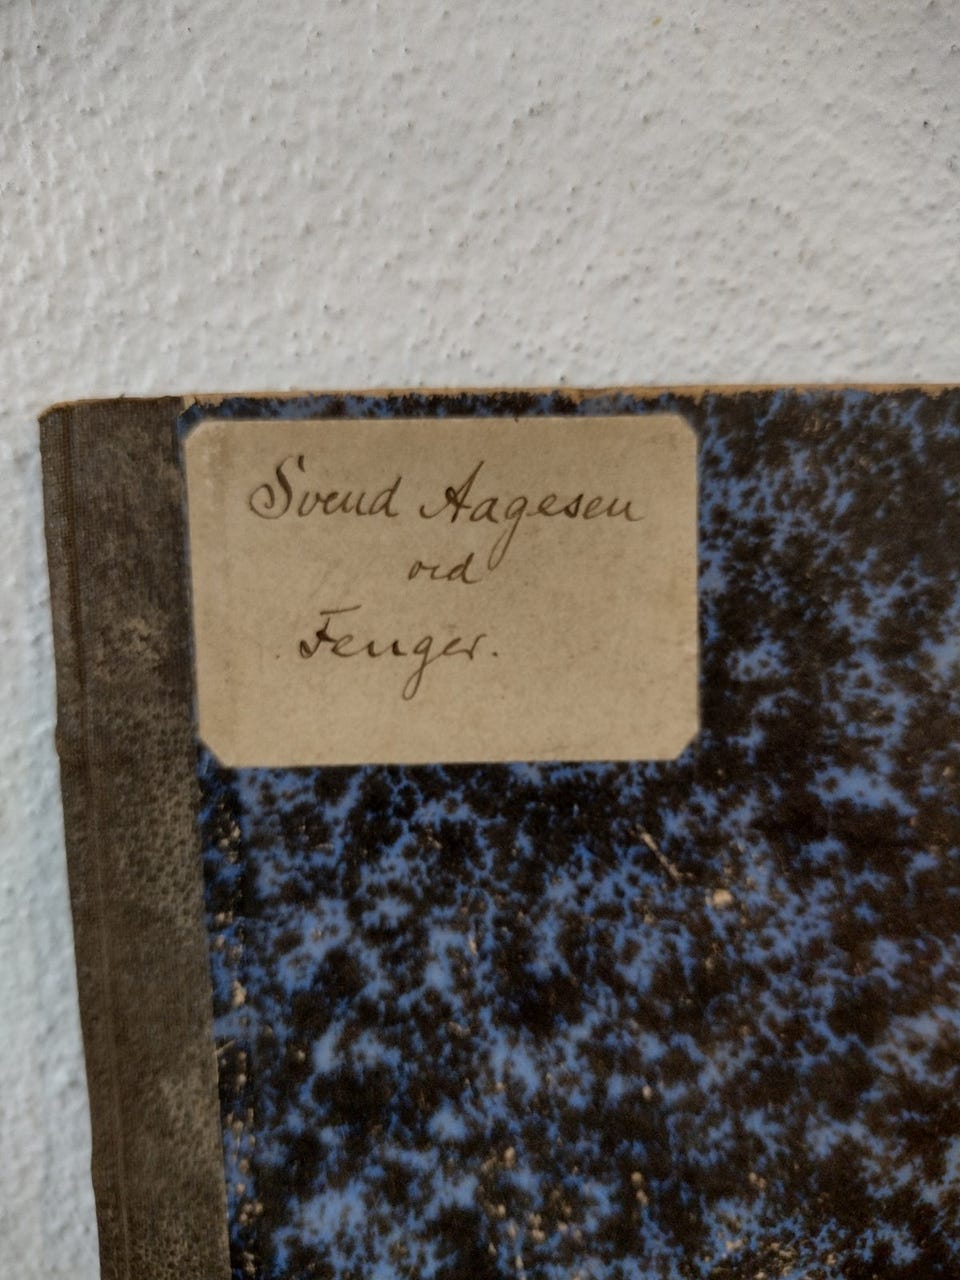 Svend Aagesen
ved
Fenger.